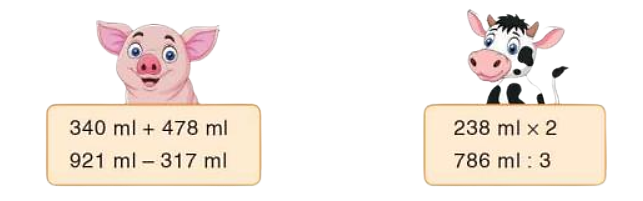 340 ml + 478 ml
921 ml – 317 ml
238 ml × 2
786 ml : 3